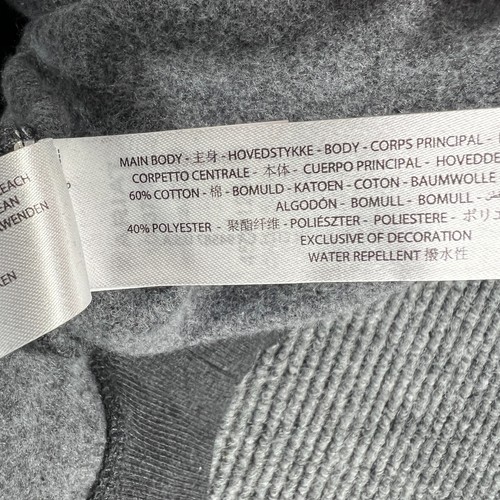 MAIN BODY - 主身 - HOVEDSTYKKE - BODY - CORPS PRINCIPAL -
CORPETTO CENTRALE - 本体 - CUERPO PRINCIPAL - HOVEDDE
60% COTTON - 棉 - BOMULD - KATOEN - COTON - BAUMWOLLE
ALGODÓN - BOMULL - BOMULL -
40% POLYESTER - 聚酯纤维 - POLIÉSZTER - POLIESTERE - ポリエ
EXCLUSIVE OF DECORATION
WATER REPELLENT 撥水性
EACH
EAN
WENDEN
KEN